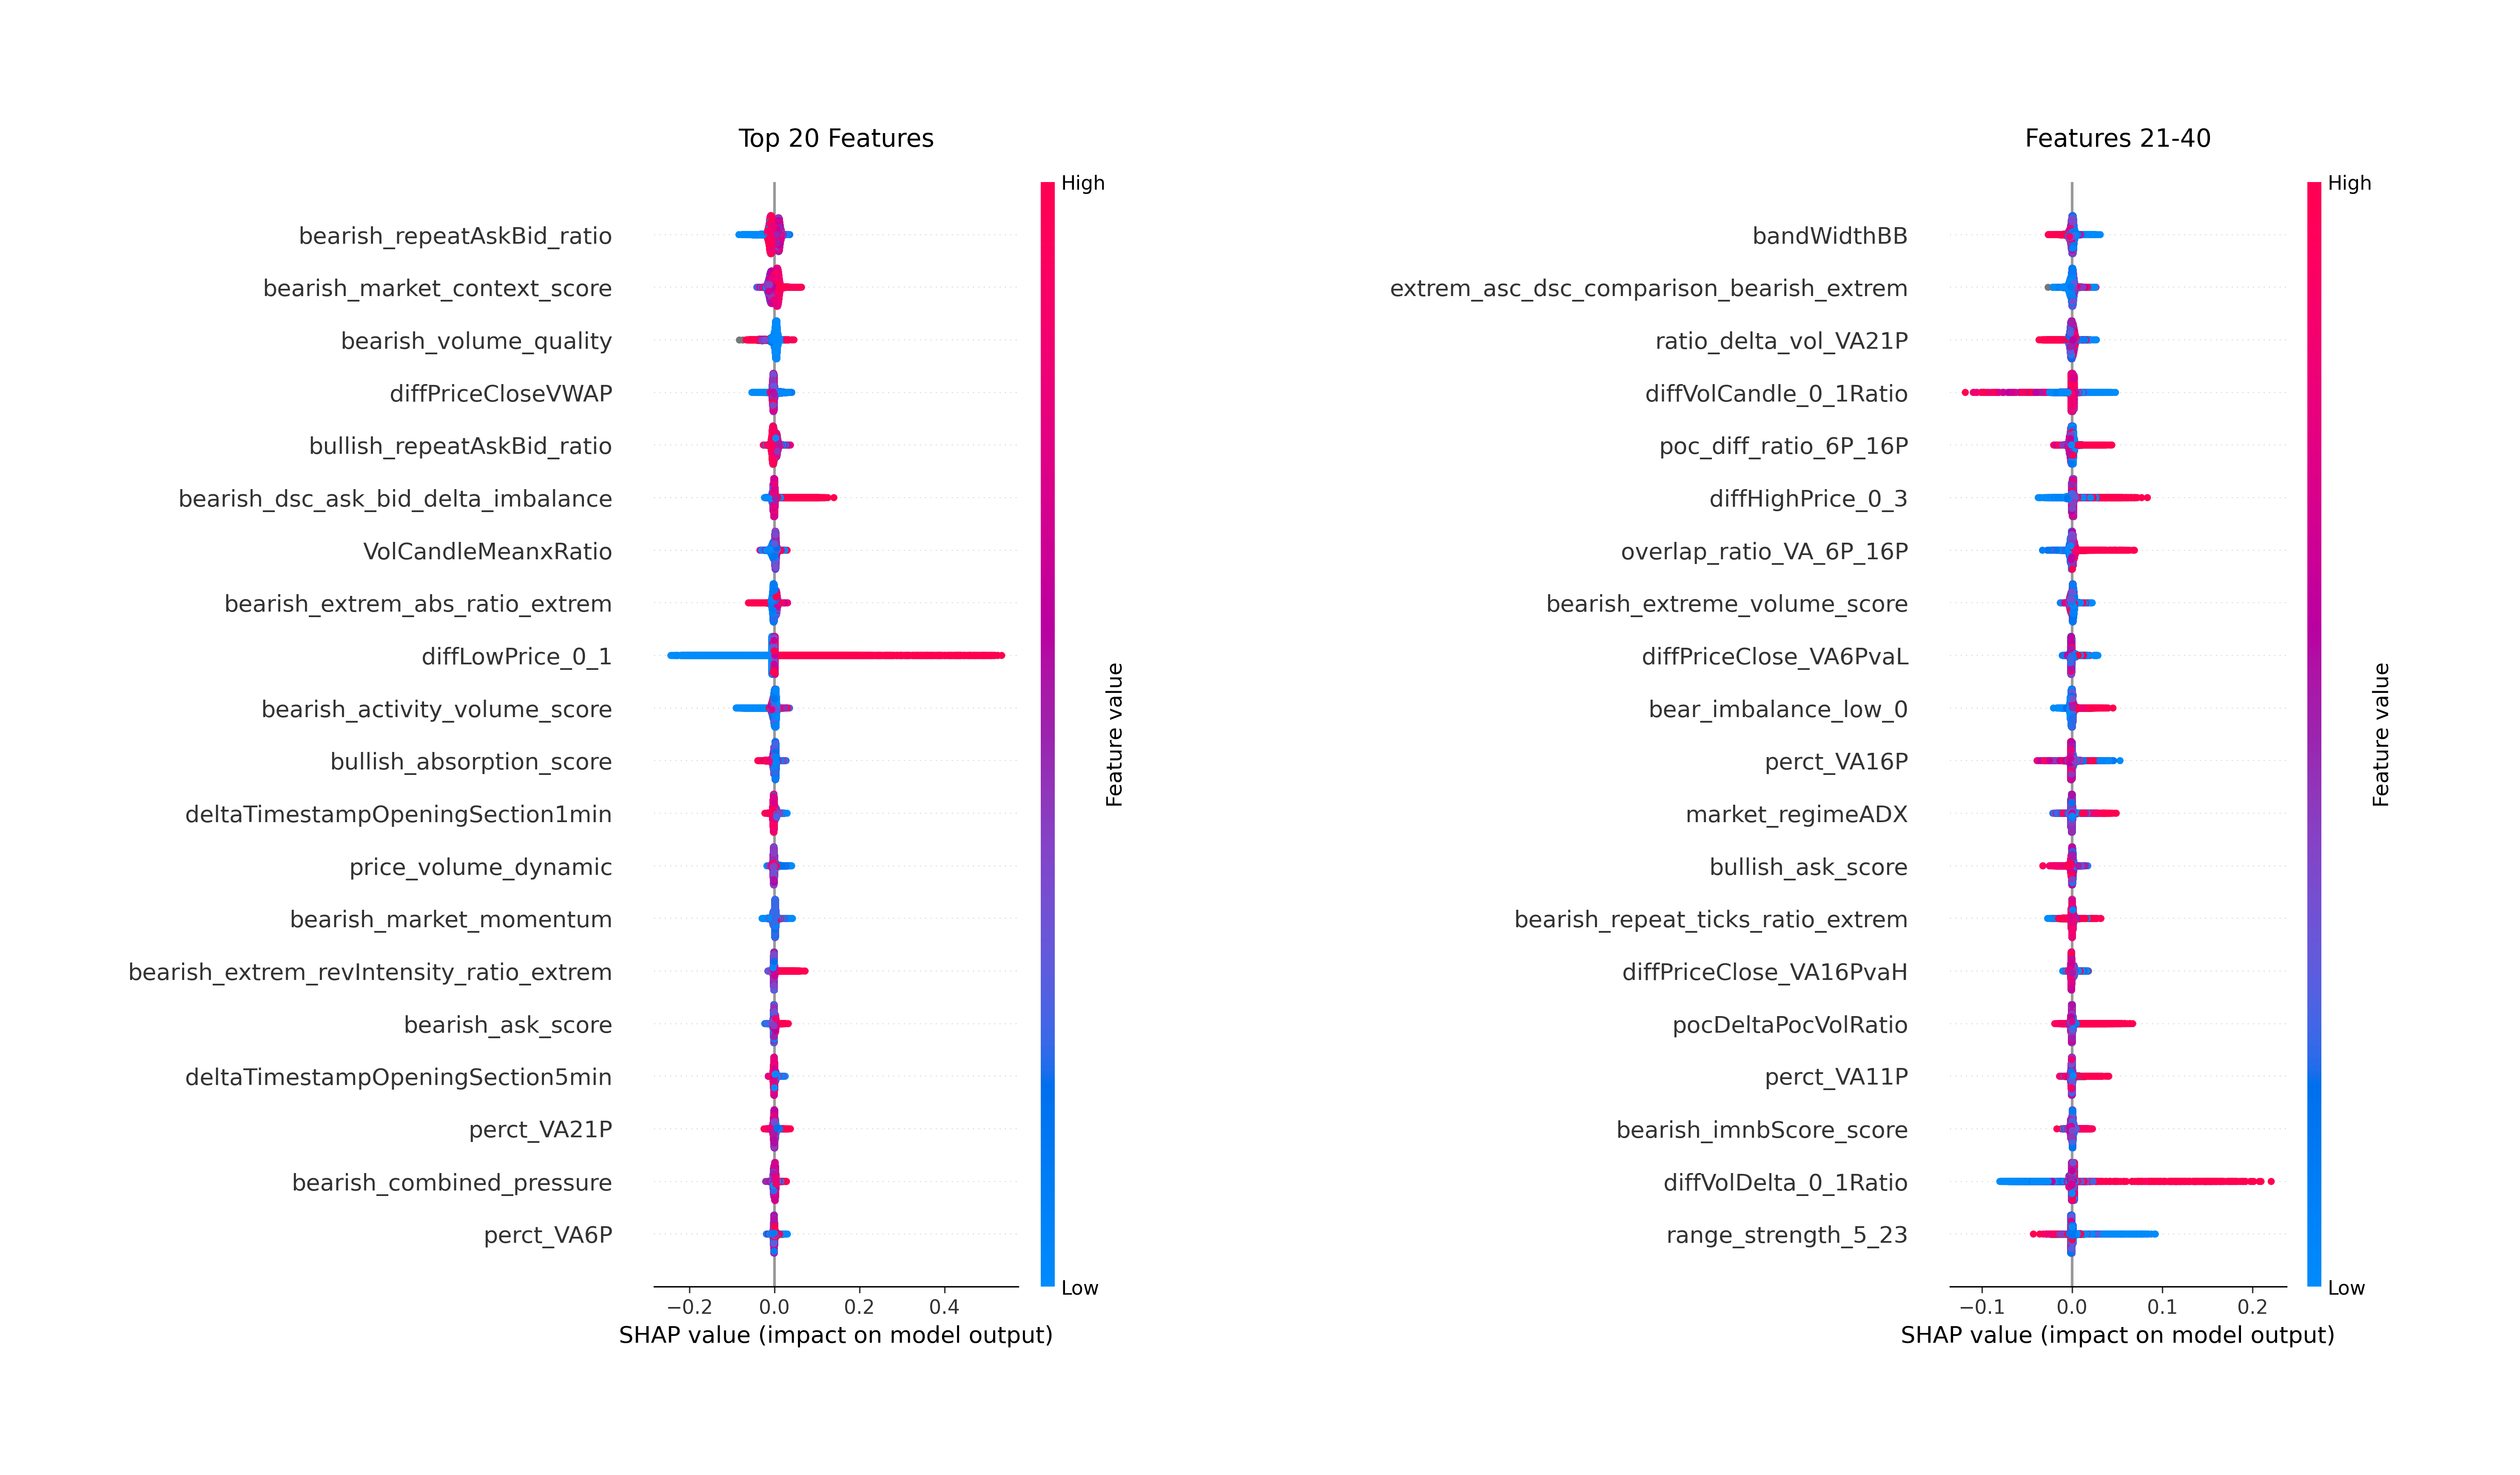 Top 20 Features
High
bearish_repeatAskBid_ratio
bearish_market_context_score
bearish_volume_quality
diffPriceCloseVWAP
bullish_repeatAskBid_ratio
bearish_dsc_ask_bid_delta_imbalance
VolCandleMeanxRatio
bearish_extrem_abs_ratio_extrem
diffLowPrice_0_1
bearish_activity_volume_score
bullish_absorption_score
deltaTimestampOpeningSection1min
price_volume_dynamic
bearish_market_momentum
bearish_extrem_revIntensity_ratio_extrem
bearish_ask_score
deltaTimestampOpeningSection5min
perct_VA21P
bearish_combined_pressure
perct_VA6P
Feature value
Low
−0.2 0.0 0.2 0.4
SHAP value (impact on model output)
Features 21-40
High
bandWidthBB
extrem_asc_dsc_comparison_bearish_extrem
ratio_delta_vol_VA21P
diffVolCandle_0_1Ratio
poc_diff_ratio_6P_16P
diffHighPrice_0_3
overlap_ratio_VA_6P_16P
bearish_extreme_volume_score
diffPriceClose_VA6PvaL
bear_imbalance_low_0
perct_VA16P
market_regimeADX
bullish_ask_score
bearish_repeat_ticks_ratio_extrem
diffPriceClose_VA16PvaH
pocDeltaPocVolRatio
perct_VA11P
bearish_imnbScore_score
diffVolDelta_0_1Ratio
range_strength_5_23
Feature value
Low
−0.1 0.0 0.1 0.2
SHAP value (impact on model output)